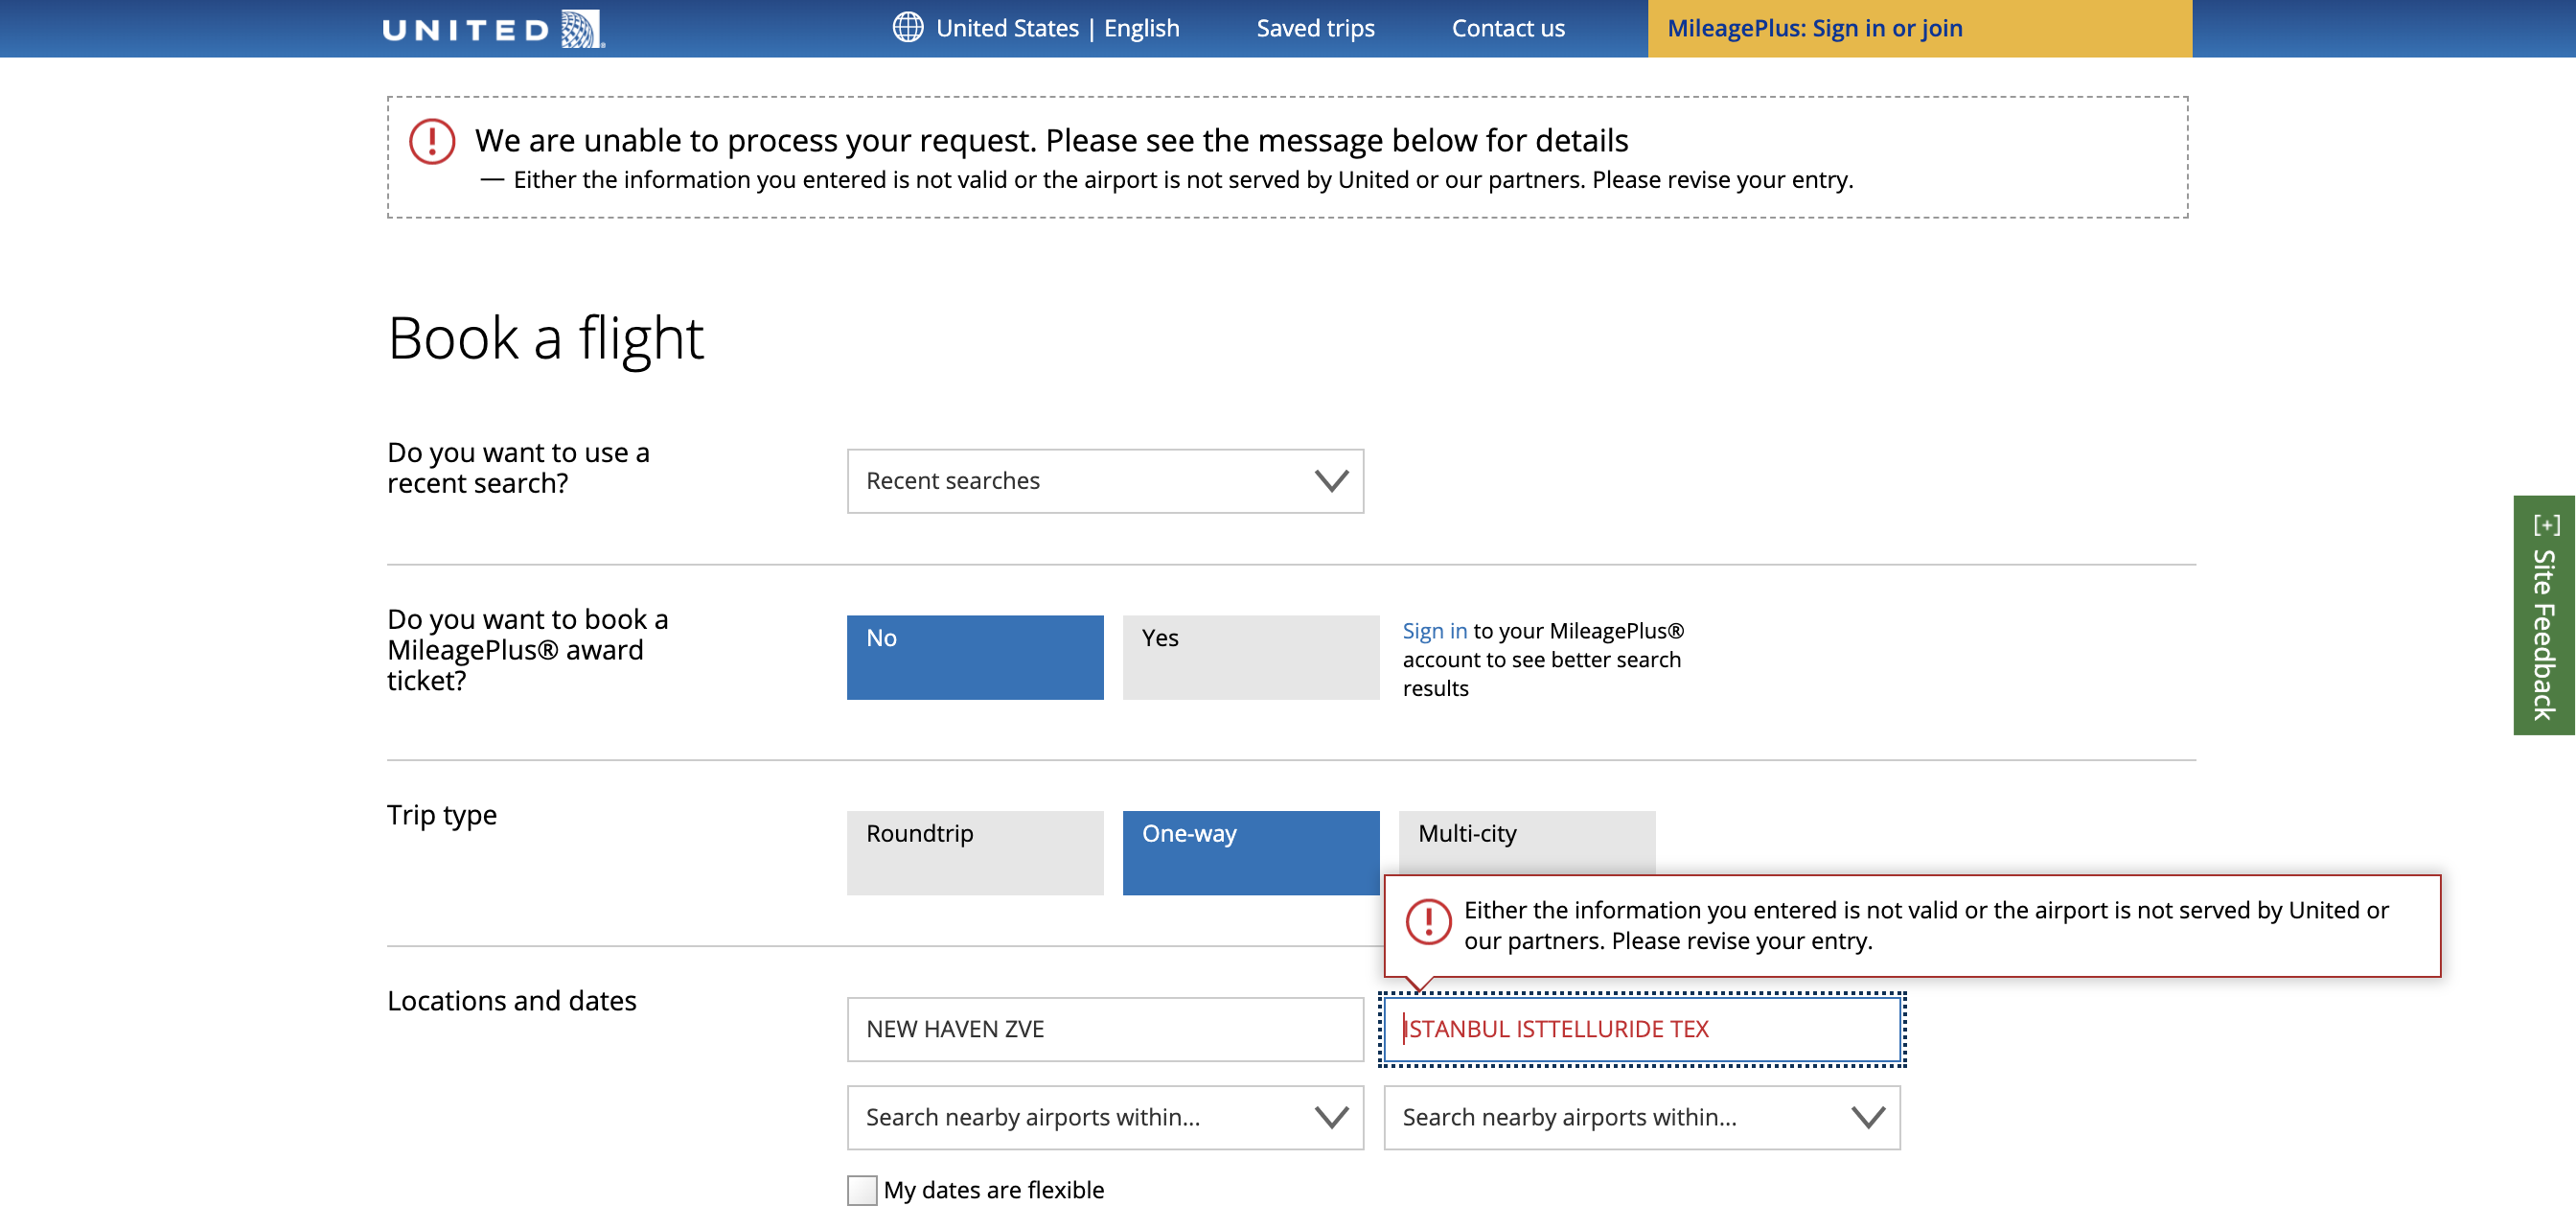 UNITED
United States | English
Saved trips
Contact us
MileagePlus: Sign in or join
We are unable to process your request. Please see the message below for details
— Either the information you entered is not valid or the airport is not served by United or our partners. Please revise your entry.
Book a flight
Do you want to use a
recent search?
Recent searches
Do you want to book a
MileagePlus® award
ticket?
No
Yes
Sign in to your MileagePlus®
account to see better search
results
Trip type
Roundtrip
One-way
Multi-city
Either the information you entered is not valid or the airport is not served by United or
our partners. Please revise your entry.
Locations and dates
NEW HAVEN ZVE
ISTANBUL ISTTELLURIDE TEX
Search nearby airports within...
Search nearby airports within...
My dates are flexible
[+] Site Feedback